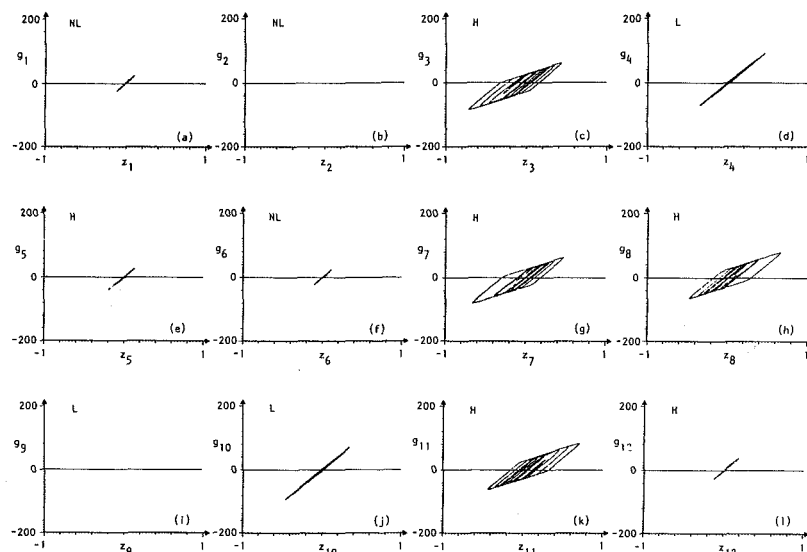 200 NL 200 NL 200 H 200 L
g1 g2 g3 g4
0 0 0 0
(a) (b) (c) (d)
-200 -200 -200 -200
-1 z1 1 -1 z2 1 -1 z3 1 -1 z4 1
200 H 200 NL 200 H 200 H
g5 g6 g7 g8
0 0 0 0
(e) (f) (g) (h)
-200 -200 -200 -200
-1 z5 1 -1 z6 1 -1 z7 1 -1 z8 1
200 L 200 L 200 H 200 H
g9 g10 g11 g12
0 0 0 0
(i) (j) (k) (l)
-200 -200 -200 -200
-1 z9 1 -1 z10 1 -1 z11 1 -1 z12 1